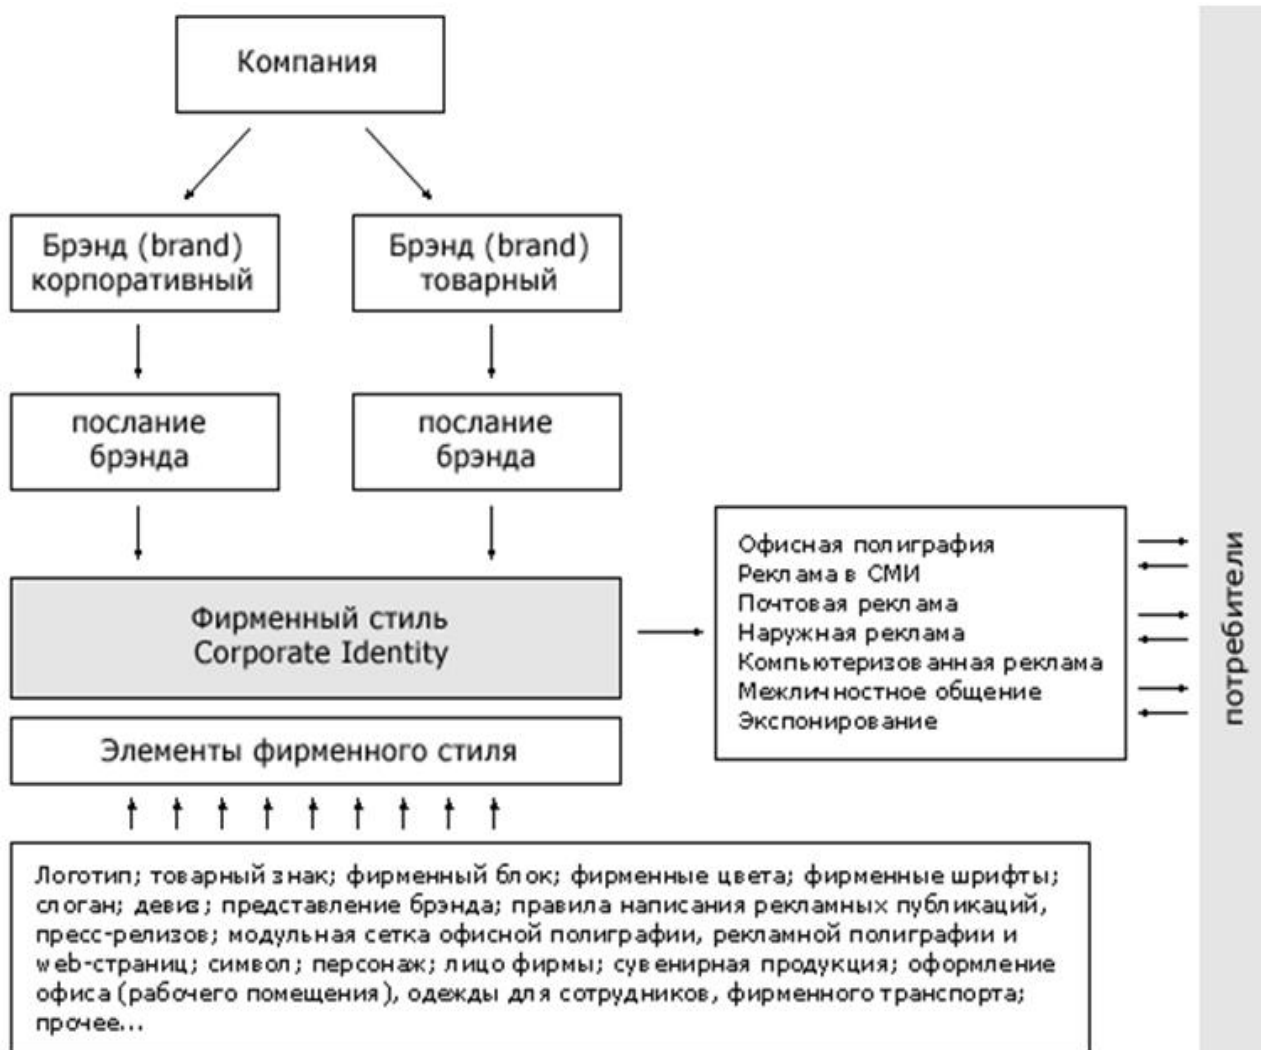 Компания
Брэнд (brand)
корпоративный
Брэнд (brand)
товарный
послание
брэнда
послание
брэнда
Фирменный стиль
Corporate Identity
Элементы фирменного стиля
Офисная полиграфия
Реклама в СМИ
Почтовая реклама
Наружная реклама
Компьютеризованная реклама
Межличностное общение
Экспонирование
потребители
Логотип; товарный знак; фирменный блок; фирменные цвета; фирменные шрифты;
слоган; девиз; представление брэнда; правила написания рекламных публикаций,
пресс-релизов; модульная сетка офисной полиграфии, рекламной полиграфии и
web-страниц; символ; персонаж; лицо фирмы; сувенирная продукция; оформление
офиса (рабочего помещения), одежды для сотрудников, фирменного транспорта;
прочее...